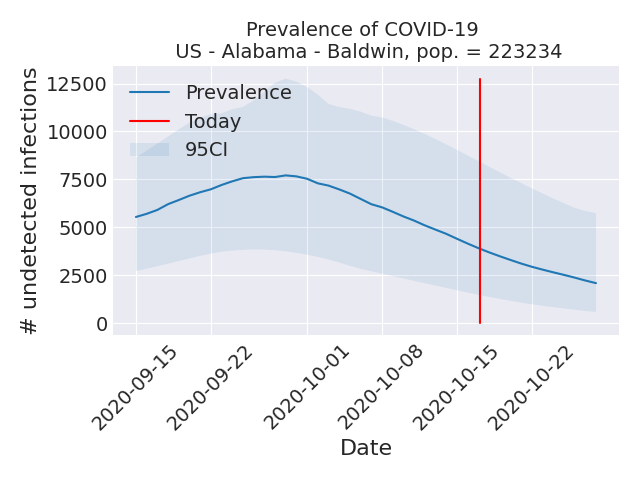 Prevalence of COVID-19
US - Alabama - Baldwin, pop. = 223234
# undetected infections
12500
10000
7500
5000
2500
0
Prevalence
Today
95CI
2020-09-15
2020-09-22
2020-10-01
2020-10-08
2020-10-15
2020-10-22
Date